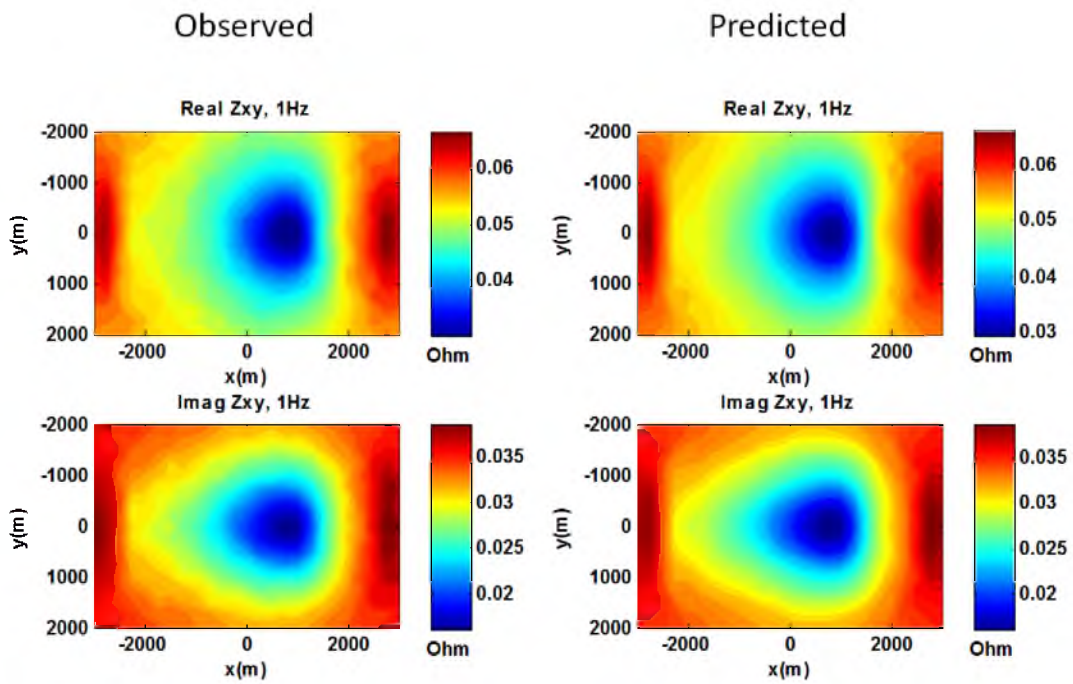 Observed
Predicted
Real Zxy, 1Hz
-2000
-1000
0
1000
2000
y(m)
-2000
0
2000
x(m)
0.06
0.05
0.04
Ohm
Real Zxy, 1Hz
-2000
-1000
0
1000
2000
y(m)
-2000
0
2000
x(m)
0.06
0.05
0.04
0.03
Ohm
Imag Zxy, 1Hz
-2000
-1000
0
1000
2000
y(m)
-2000
0
2000
x(m)
0.035
0.03
0.025
0.02
Ohm
Imag Zxy, 1Hz
-2000
-1000
0
1000
2000
y(m)
-2000
0
2000
x(m)
0.035
0.03
0.025
0.02
Ohm